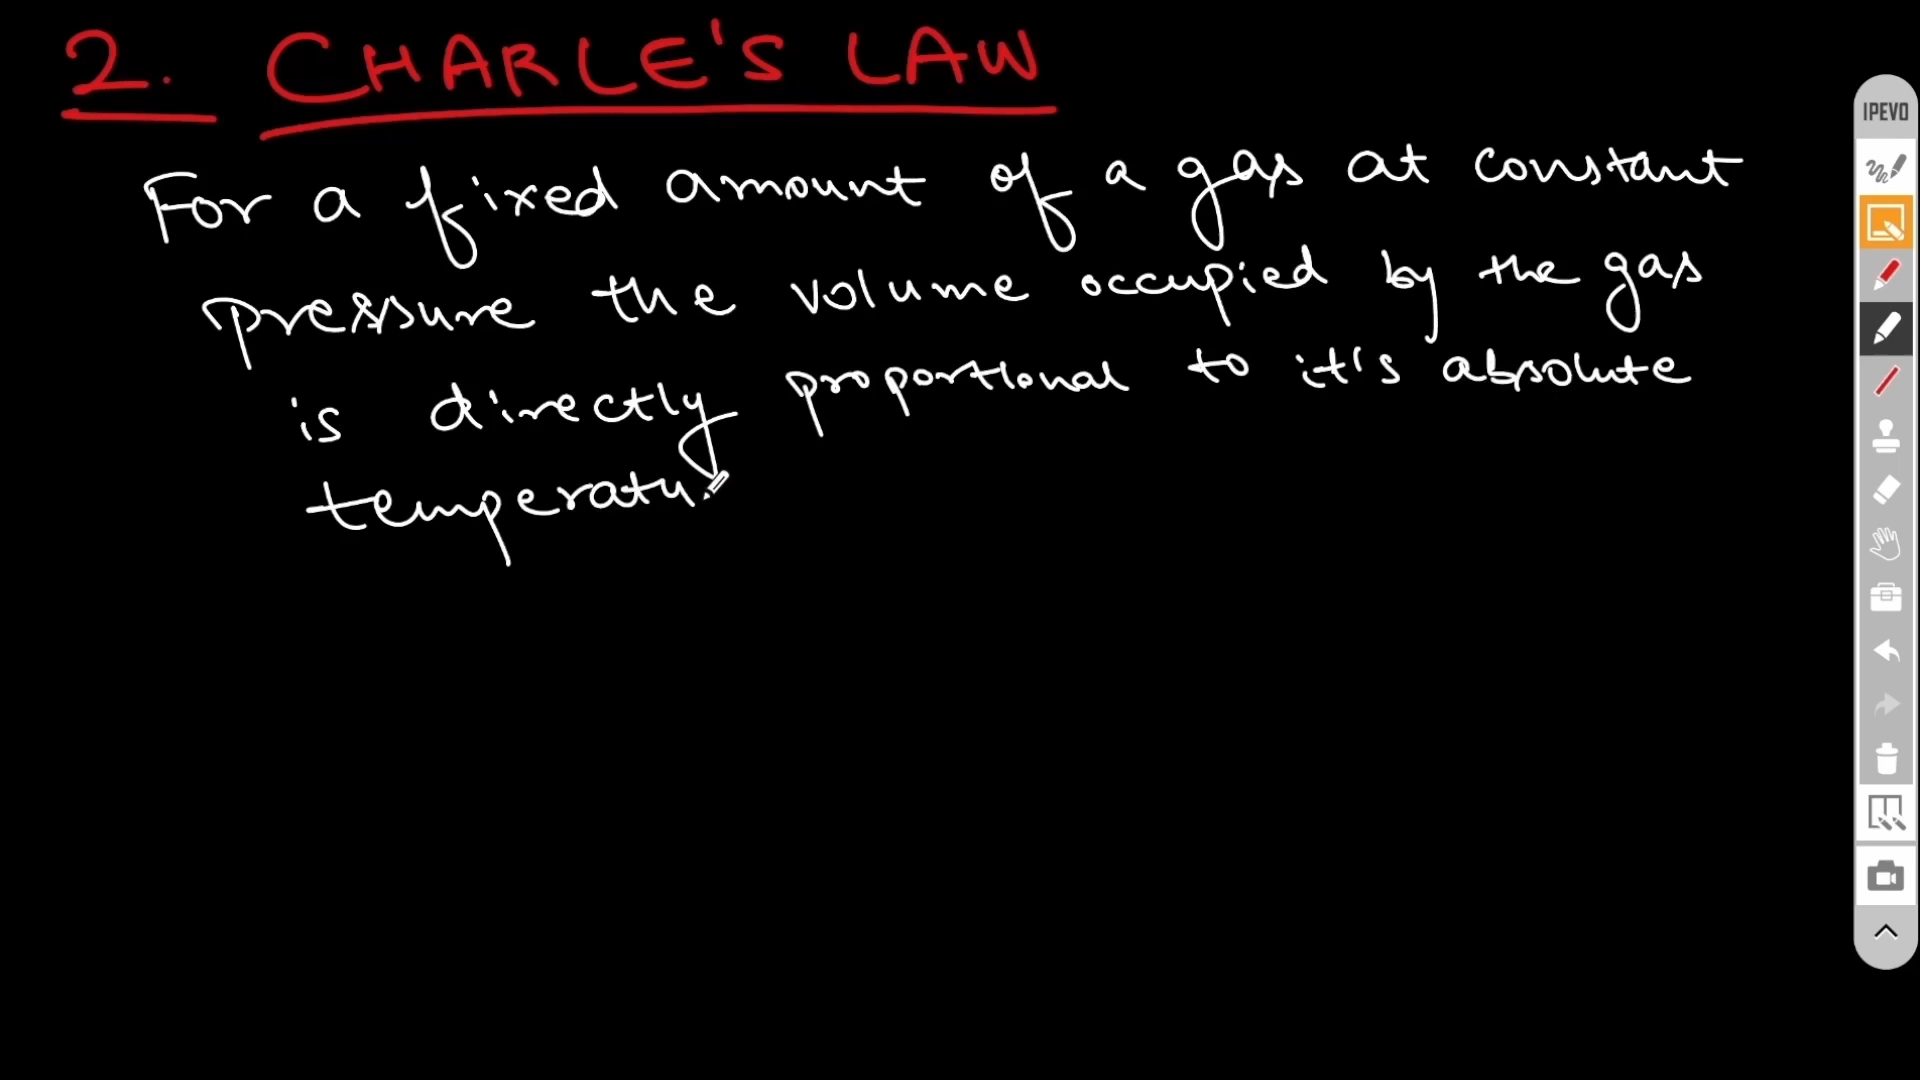 2. CHARLE'S LAW
IPEVO
For a fixed amount of a gas at constant
pressure the volume occupied by the gas
is directly proportional to it's absolute
temperatu